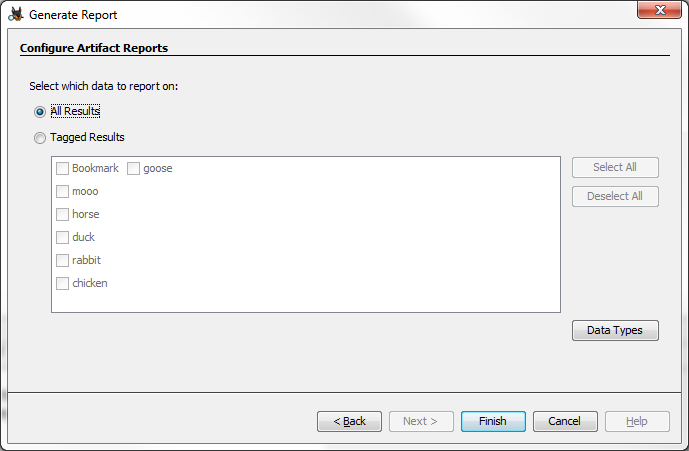 Generate Report
Configure Artifact Reports
Select which data to report on:
All Results
Tagged Results
Bookmark goose
mooo
horse
duck
rabbit
chicken
Select All
Deselect All
Data Types
< Back Next > Finish Cancel Help